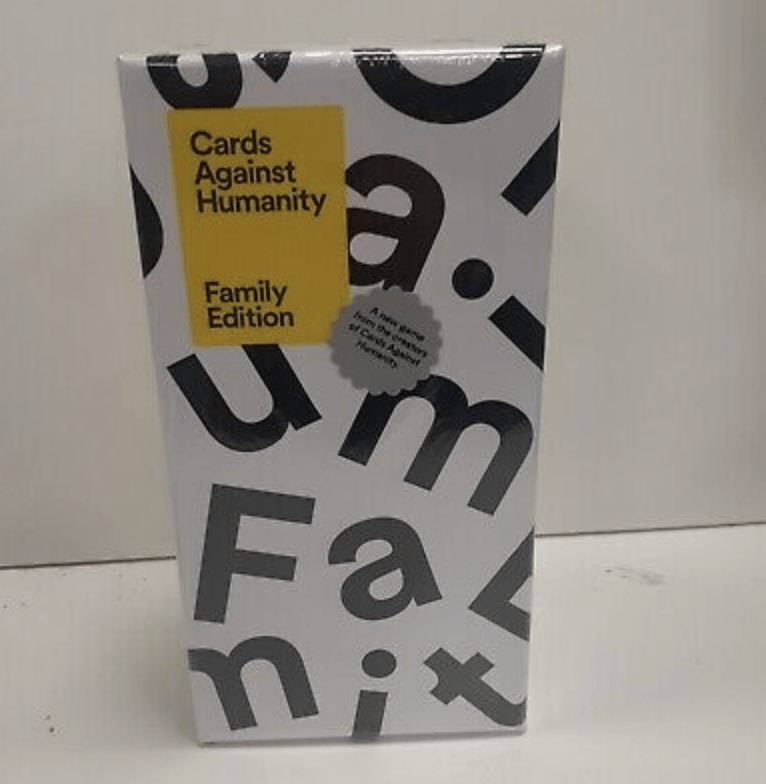 Cards
Against
Humanity
Family
Edition
A new game
from the creators
of Cards Against
Humanity.
a
u
m
F a
m i t